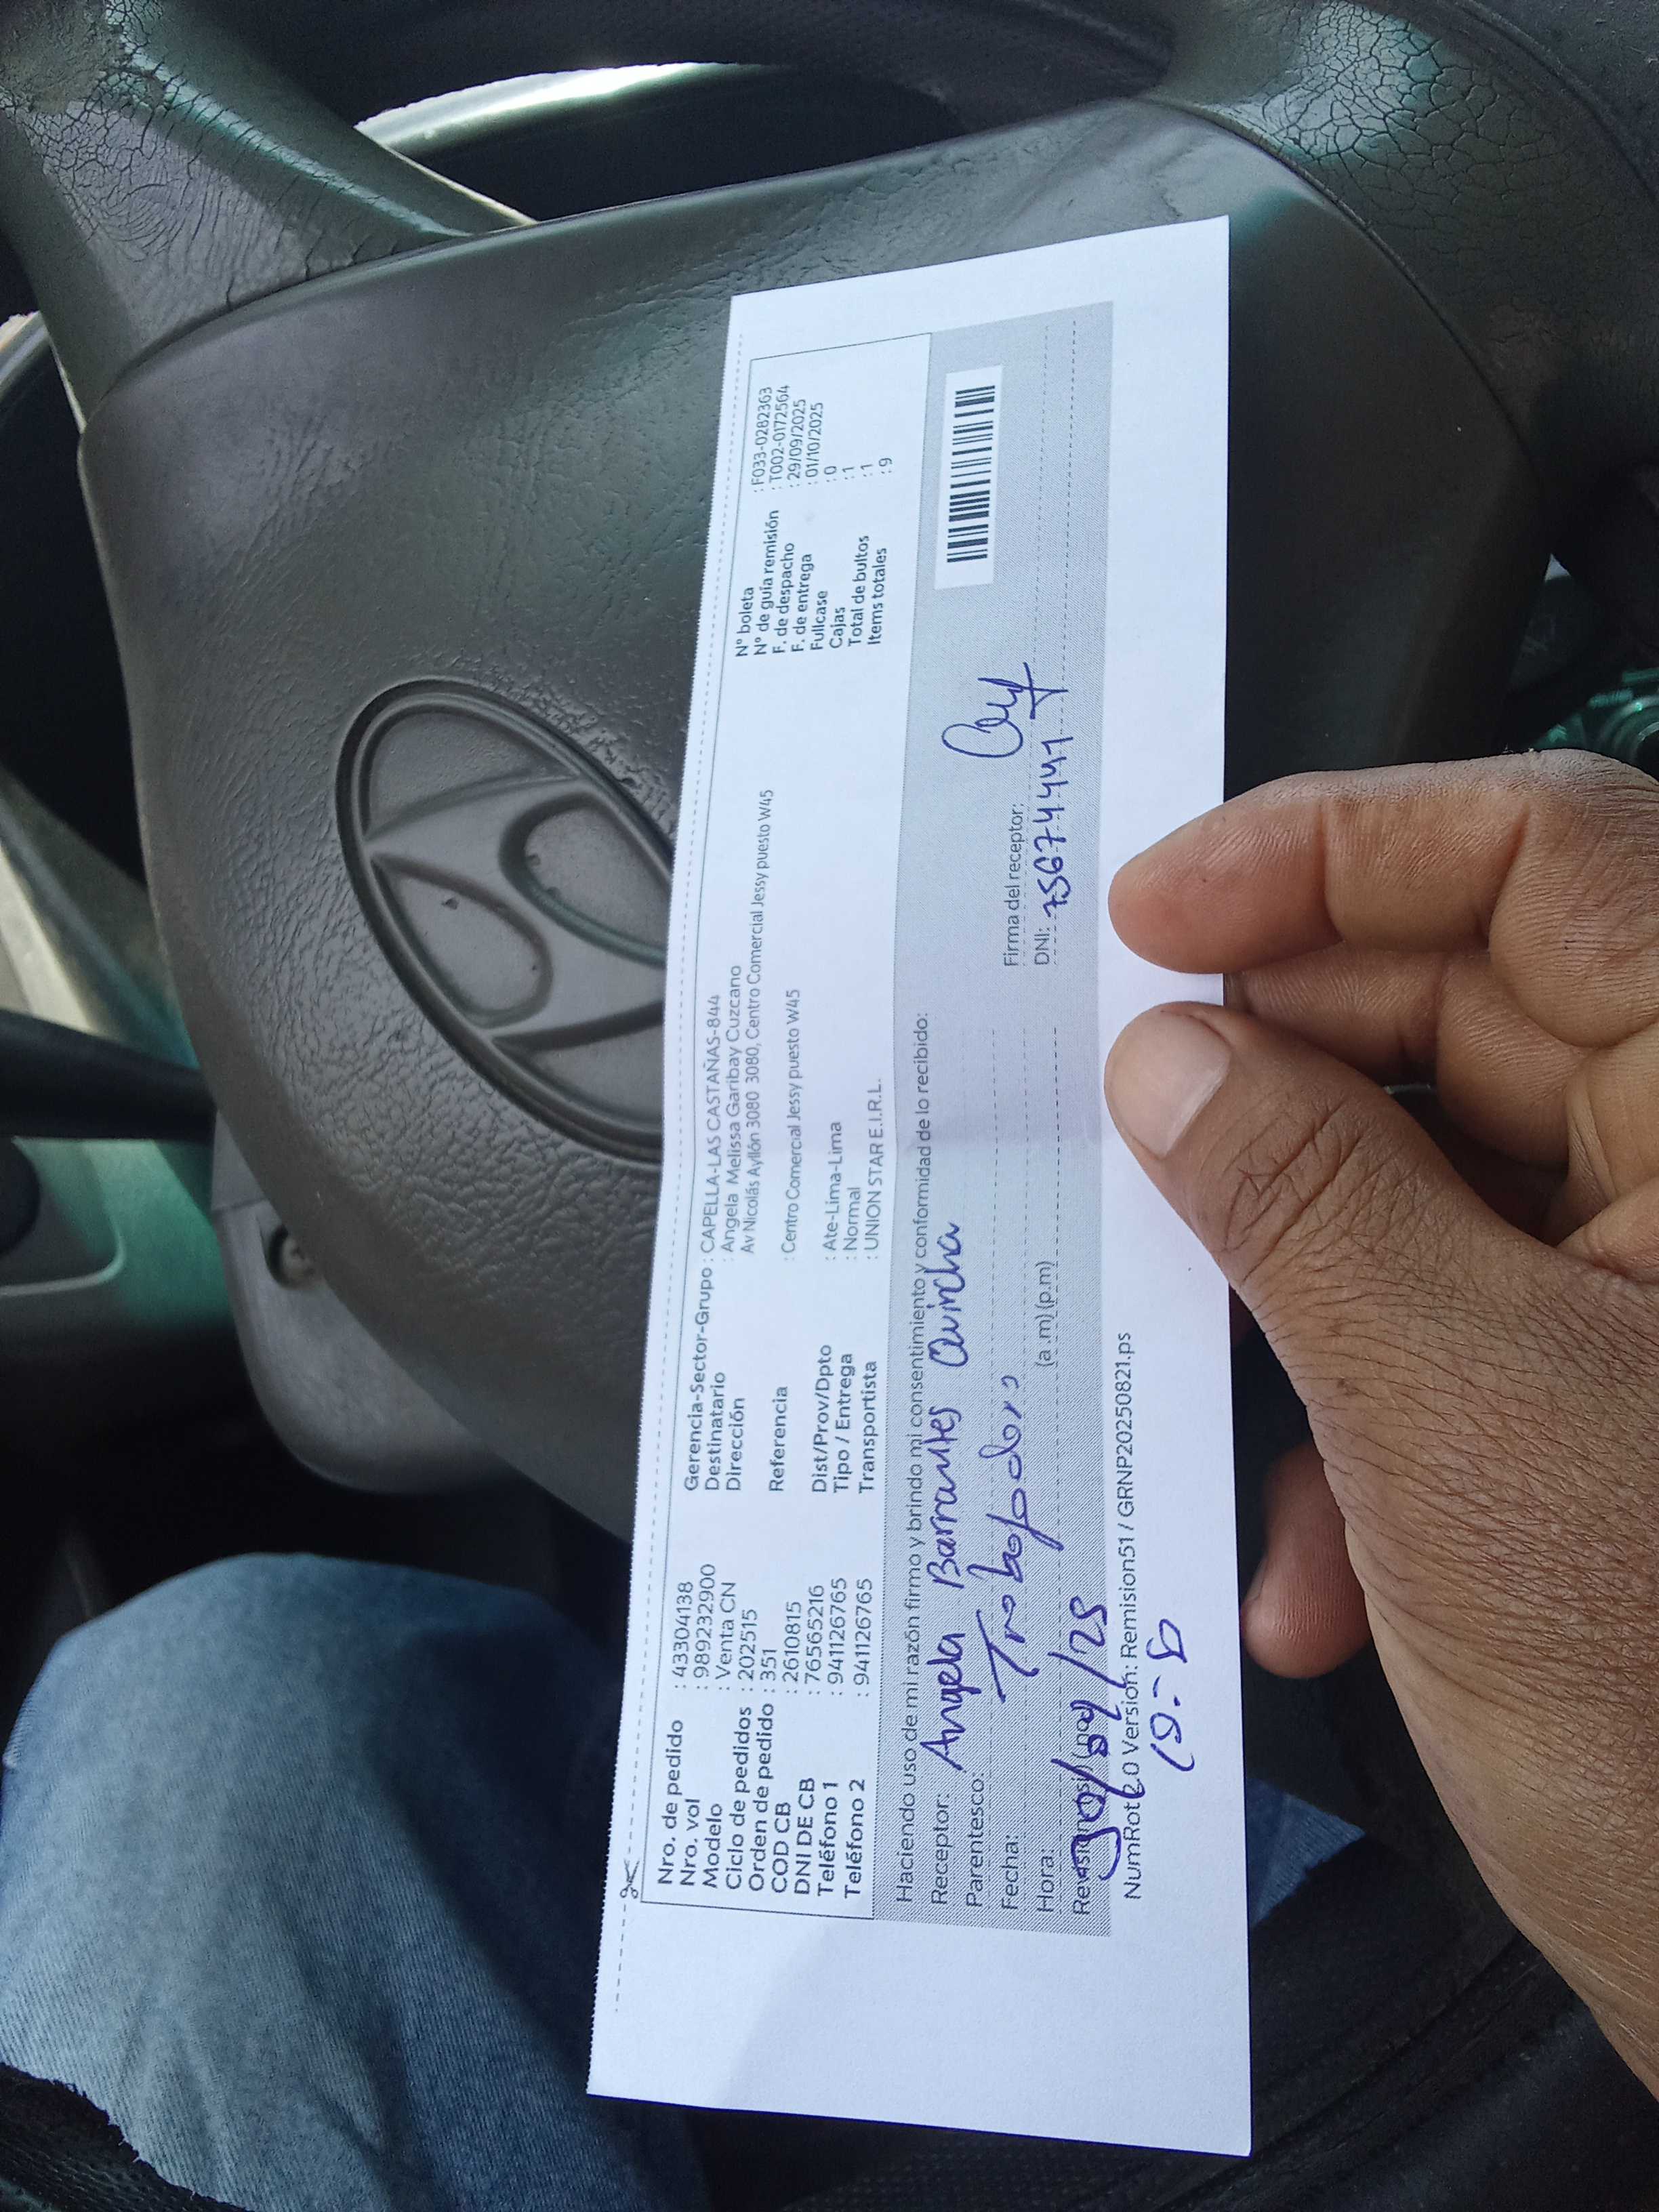 Nro. de pedido : 43304138
Nro. vol : 989232900
Modelo : Venta CN
Ciclo de pedidos : 202515
Orden de pedido : 351
COD CB : 2610815
DNI DE CB : 76565216
Teléfono 1 : 941126765
Teléfono 2 : 941126765
Gerencia-Sector-Grupo : CAPELLA-LAS CASTAÑAS-844
Destinatario : Angela Melissa Garibay Cuzcano
Dirección Av Nicolás Ayllón 3080 3080, Centro Comercial Jessy puesto W45
Referencia : Centro Comercial Jessy puesto W45
Dist/Prov/Dpto : Ate-Lima-Lima
Tipo / Entrega : Normal
Transportista : UNION STAR E.I.R.L.
N° boleta : F033-0282363
N° de guía remisión : T002-0172564
F. de despacho : 29/09/2025
F. de entrega : 01/10/2025
Fullcase : 0
Cajas : 1
Total de bultos : 1
Items totales : 9
Haciendo uso de mi razón firmo y brindo mi consentimiento y conformidad de lo recibido:
Receptor: Angela Barrantes Quincha
Parentesco: Trabajadora
Fecha:
Firma del receptor:
Hora: (a .m) (p.m)
DNI: 75674441
30/09/25
NumRot 2.0 Version: Remision51 / GRNP20250821.ps